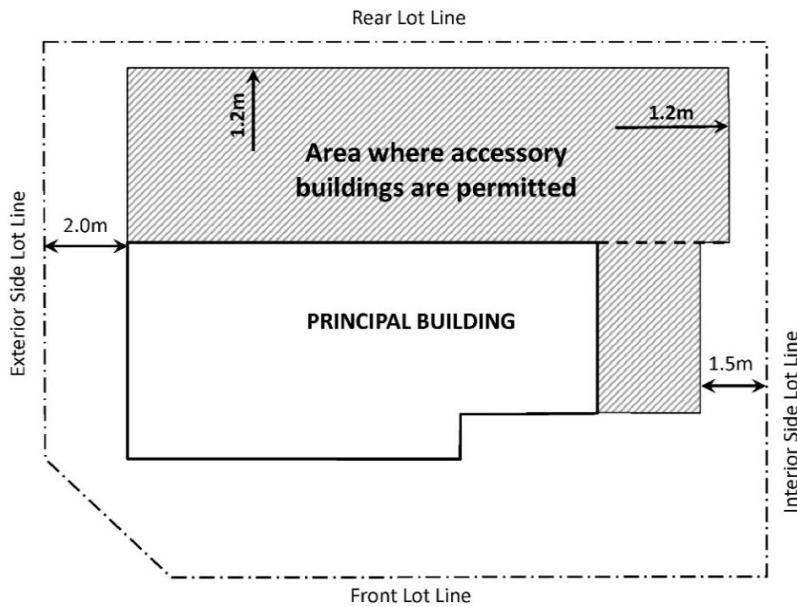 Rear Lot Line
1.2m
1.2m
Area where accessory
buildings are permitted
2.0m
Exterior Side Lot Line
PRINCIPAL BUILDING
1.5m
Interior Side Lot Line
Front Lot Line